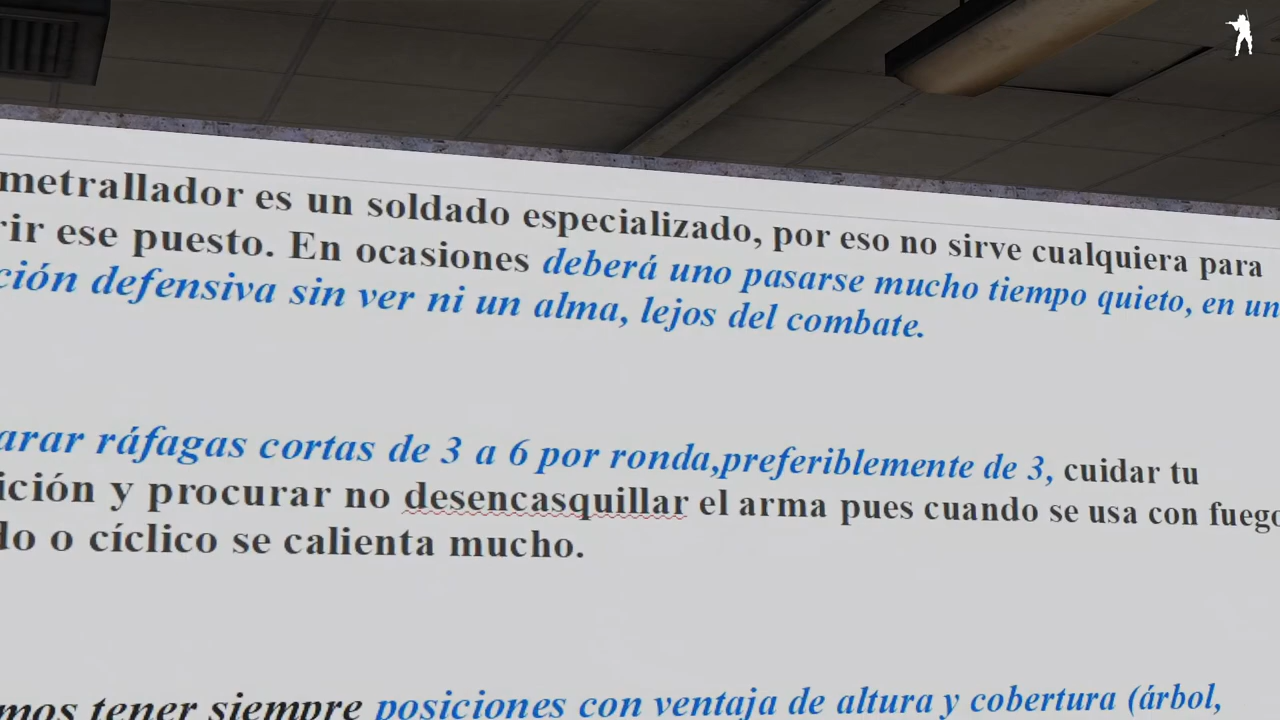 metrallador es un soldado especializado, por eso no sirve cualquiera para
rir ese puesto. En ocasiones deberá uno pasarse mucho tiempo quieto, en un
ción defensiva sin ver ni un alma, lejos del combate.
arar ráfagas cortas de 3 a 6 por ronda,preferiblemente de 3, cuidar tu
ición y procurar no desencasquillar el arma pues cuando se usa con fuego
do o cíclico se calienta mucho.
mos tener siempre posiciones con ventaja de altura y cobertura (árbol,